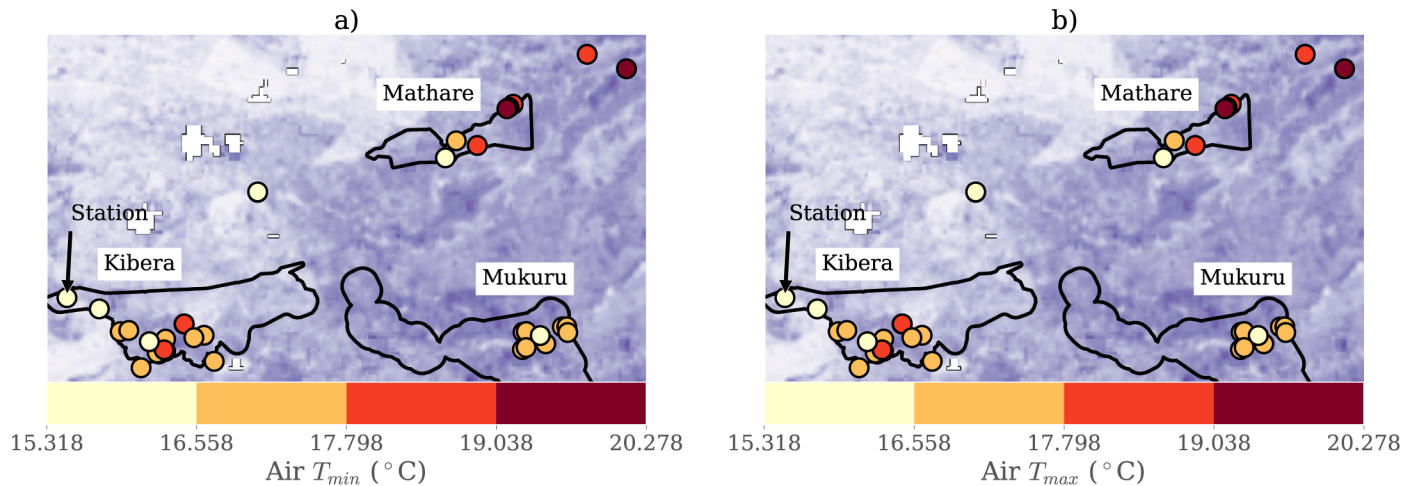 a) b)
Mathare Mathare
Station Station
Kibera Kibera
Mukuru Mukuru
15.318 16.558 17.798 19.038 20.278 15.318 16.558 17.798 19.038 20.278
Air T_min (°C) Air T_max (°C)